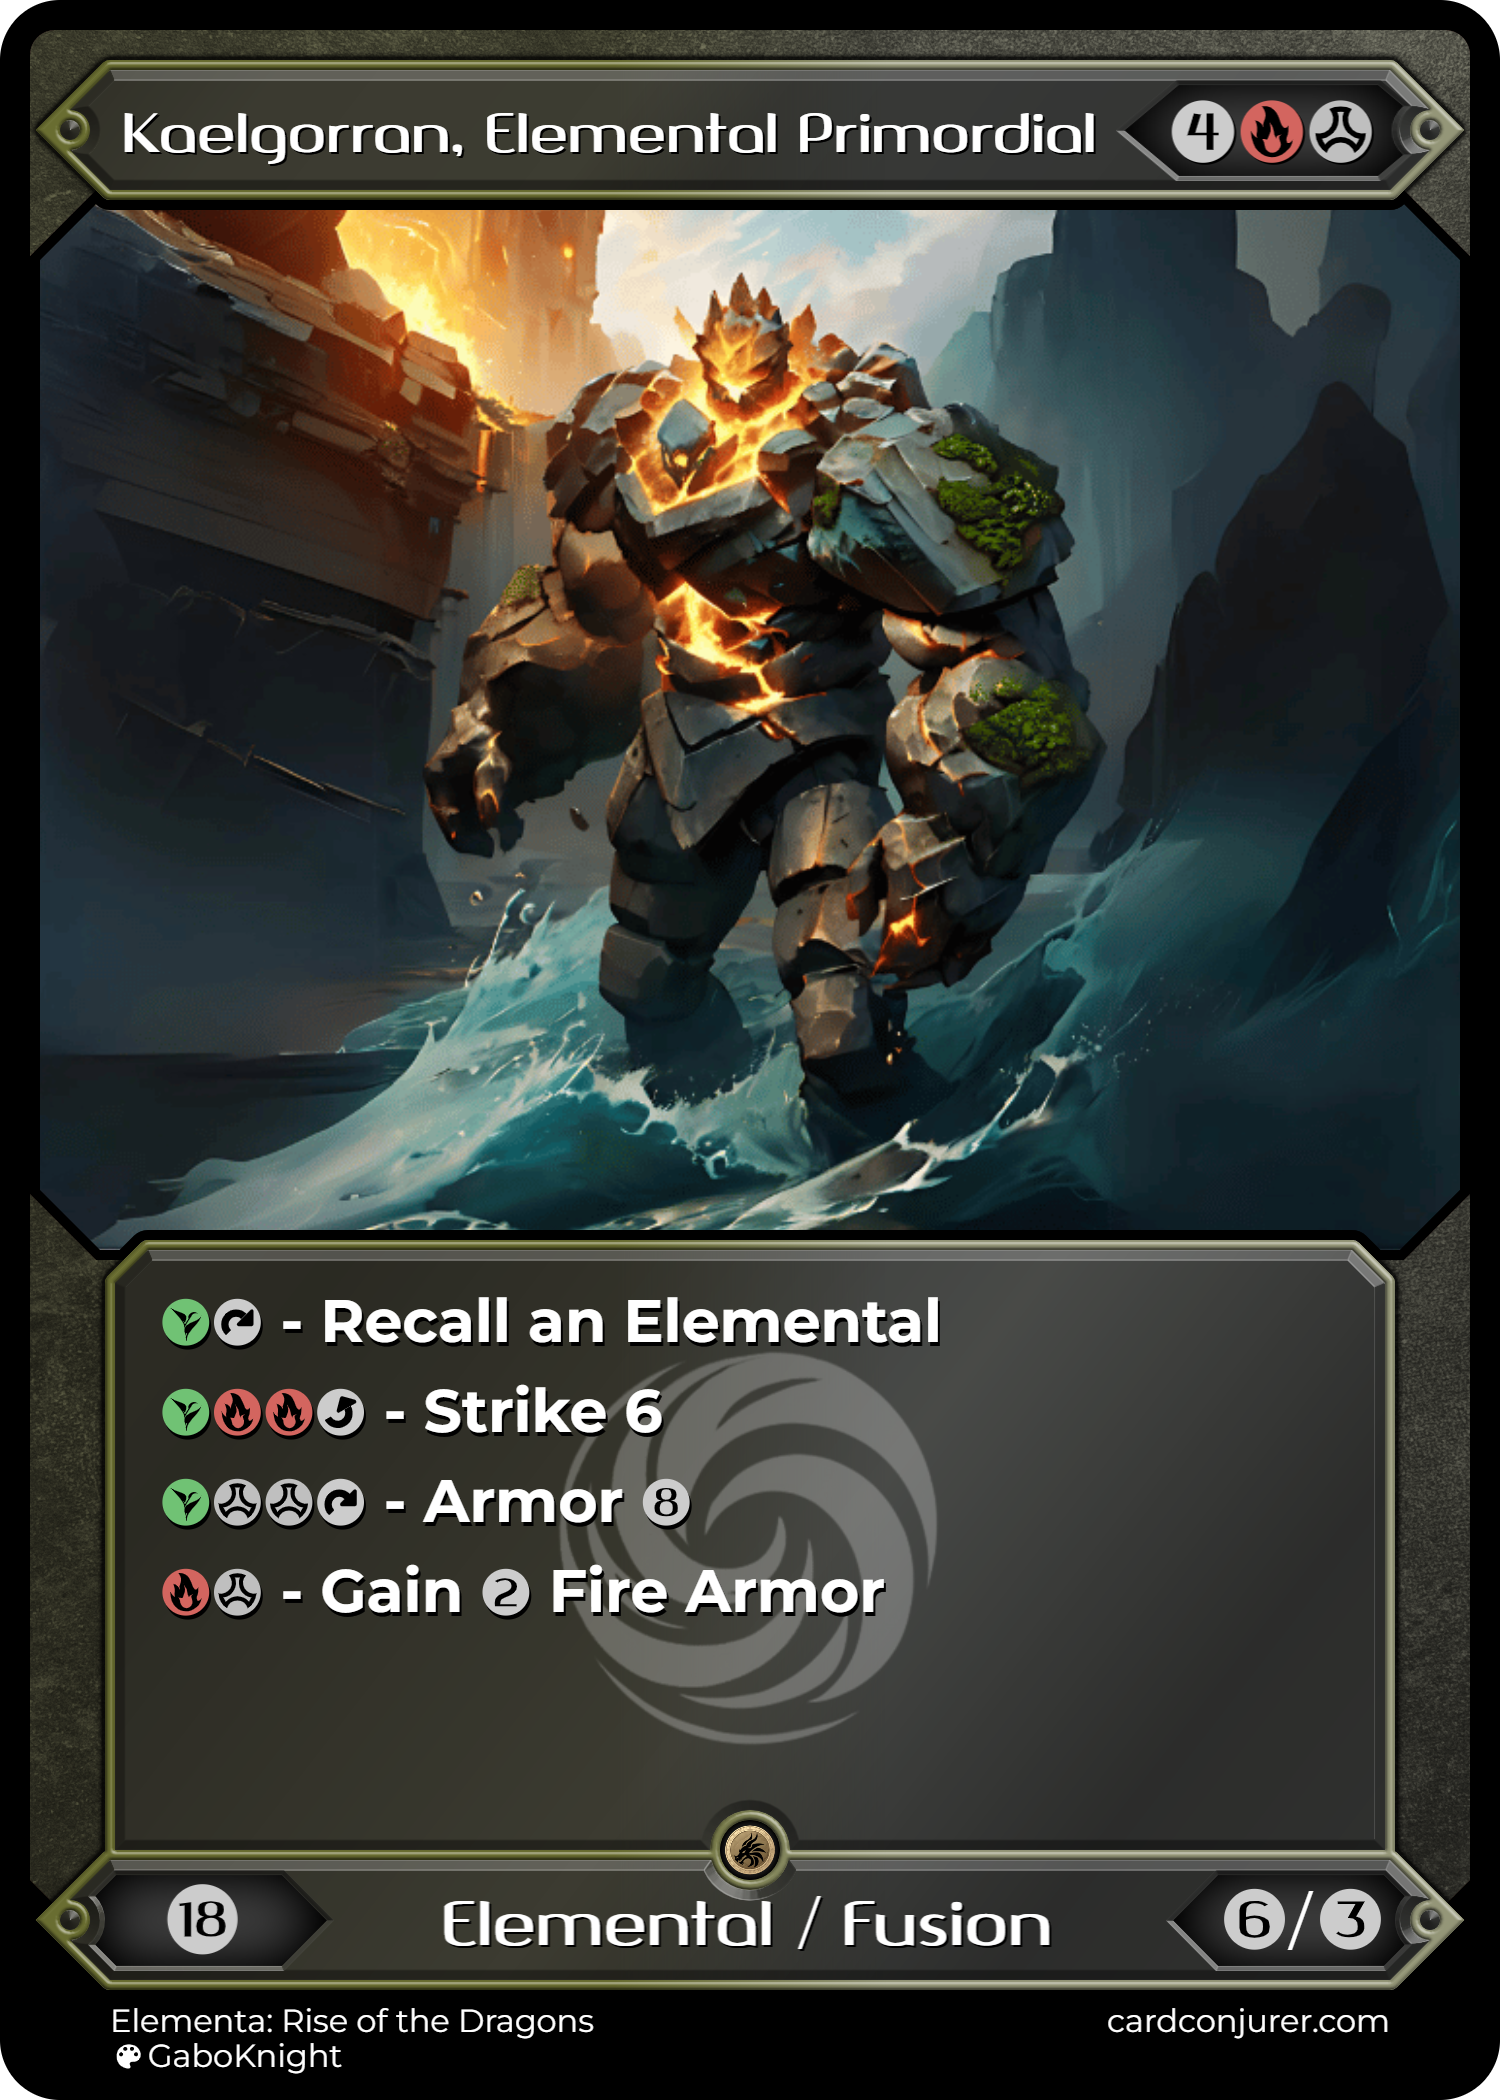 Kaelgorran, Elemental Primordial 4
- Recall an Elemental
- Strike 6
- Armor 8
- Gain 2 Fire Armor
18 Elemental / Fusion 6/3
Elementa: Rise of the Dragons cardconjurer.com
GaboKnight